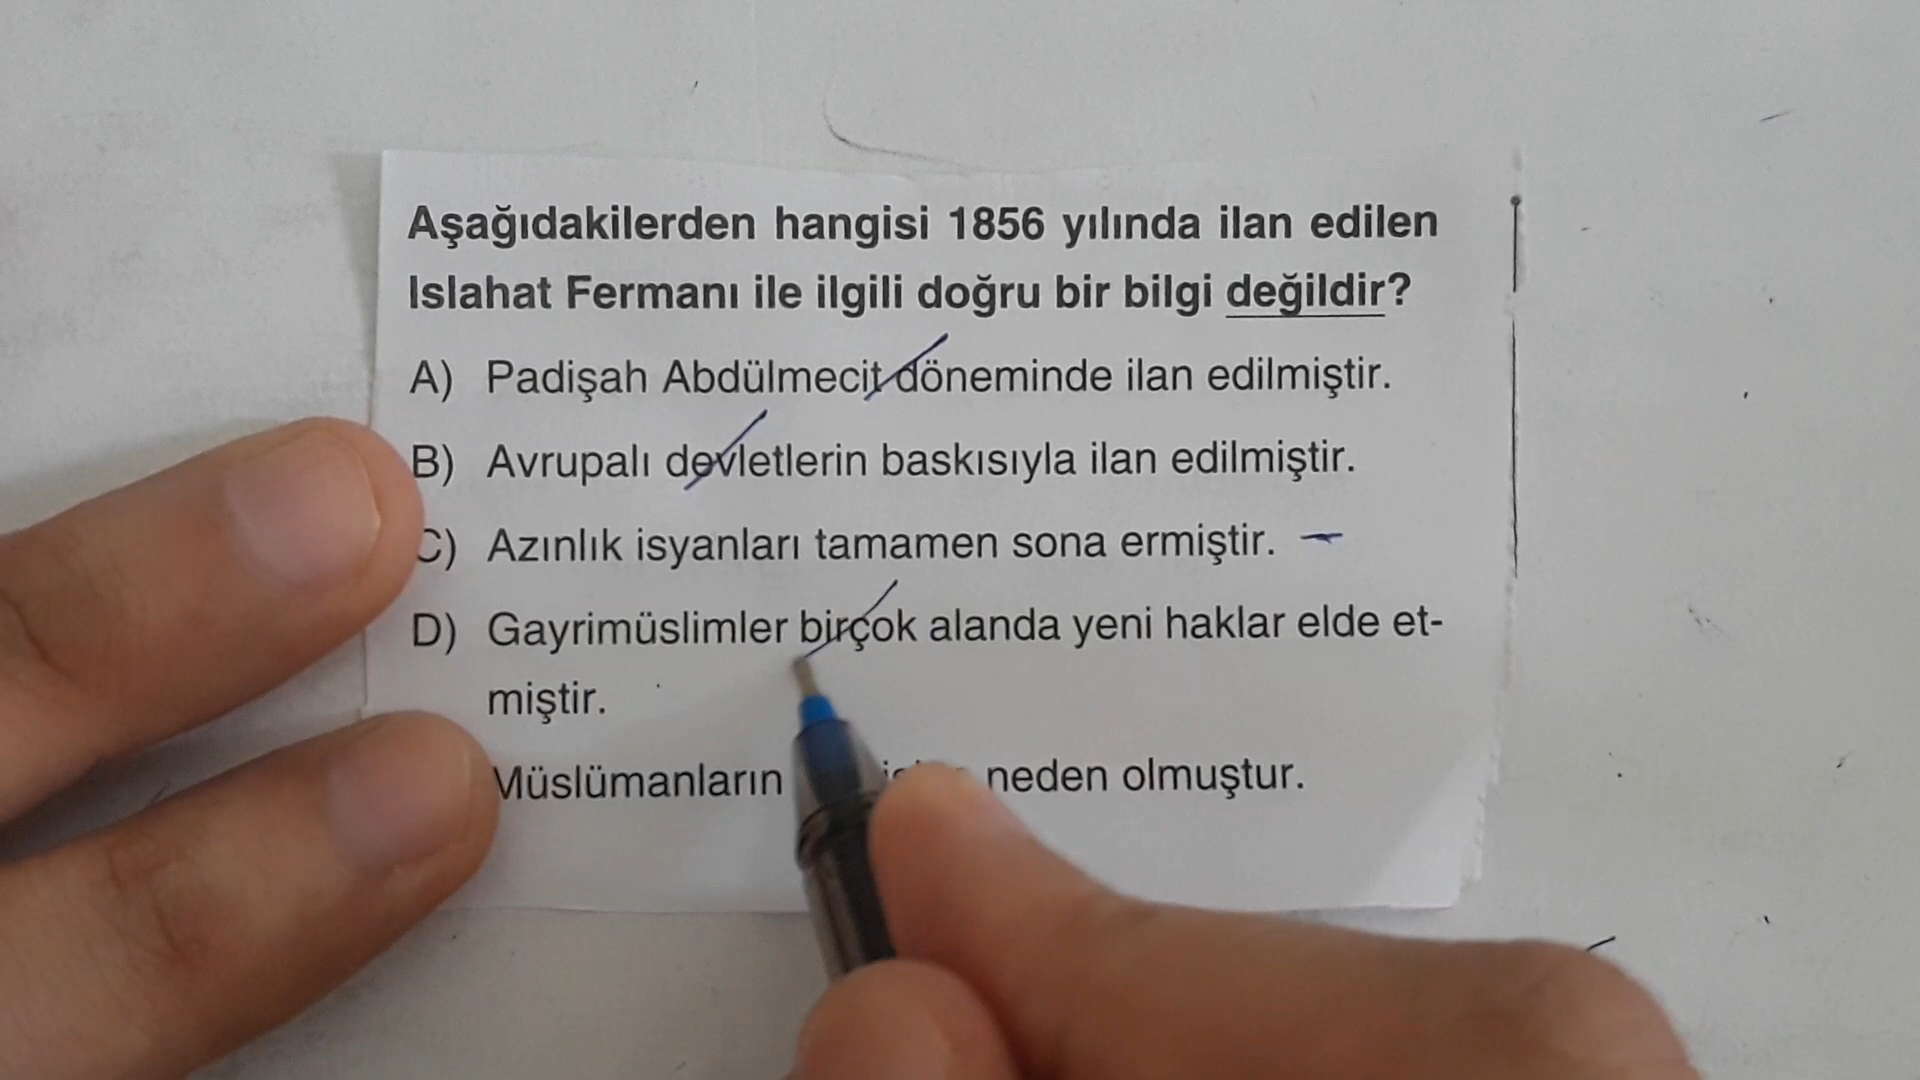 Aşağıdakilerden hangisi 1856 yılında ilan edilen
Islahat Fermanı ile ilgili doğru bir bilgi değildir?
A) Padişah Abdülmecit döneminde ilan edilmiştir.
B) Avrupalı devletlerin baskısıyla ilan edilmiştir.
C) Azınlık isyanları tamamen sona ermiştir.
D) Gayrimüslimler birçok alanda yeni haklar elde et-
miştir.
Müslümanların neden olmuştur.